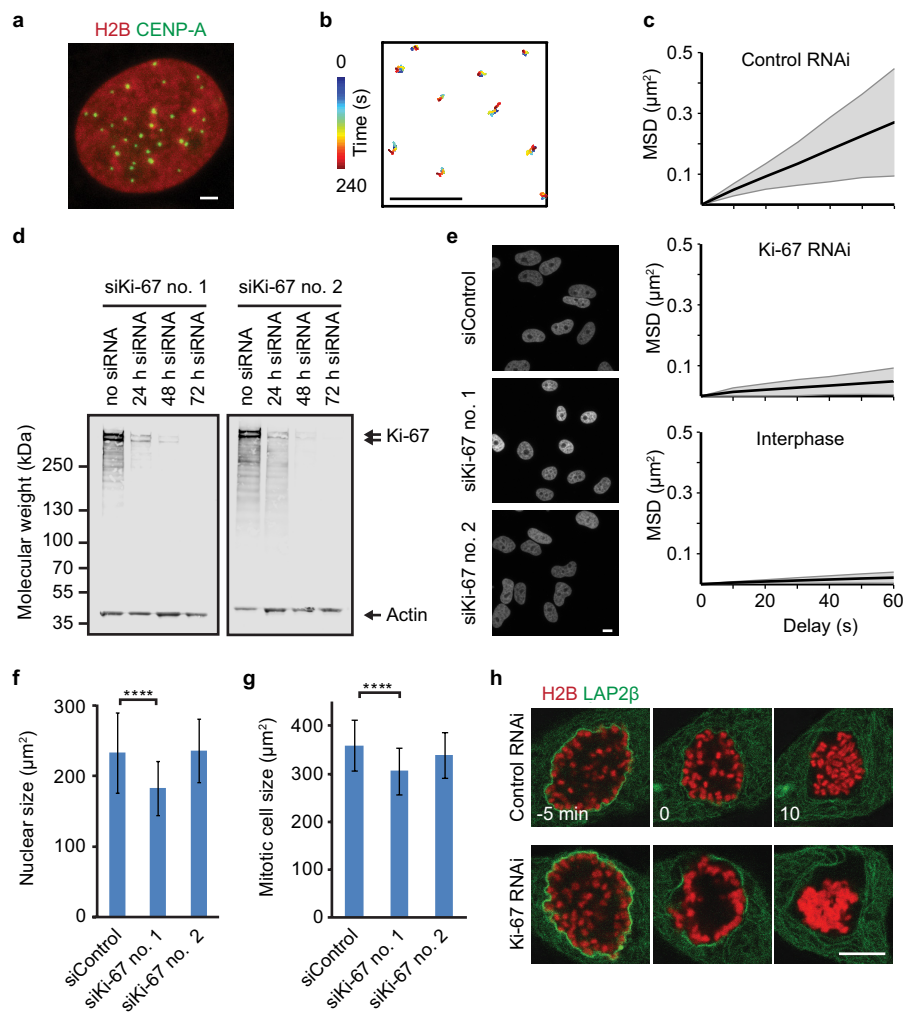 a
H2B CENP-A
b
0
Time (s)
240
c
0.5
0.3
0.1
MSD (µm²)
Control RNAi
0.5
0.3
0.1
MSD (µm²)
Ki-67 RNAi
0.5
0.3
0.1
MSD (µm²)
Interphase
0 20 40 60
Delay (s)
d
siKi-67 no. 1
siKi-67 no. 2
no siRNA
24 h siRNA
48 h siRNA
72 h siRNA
no siRNA
24 h siRNA
48 h siRNA
72 h siRNA
Molecular weight (kDa)
250
130
100
70
55
35
Ki-67
Actin
e
siControl
siKi-67 no. 1
siKi-67 no. 2
f
****
Nuclear size (µm²)
300
200
100
0
siControl
siKi-67 no. 1
siKi-67 no. 2
g
****
Mitotic cell size (µm²)
400
300
200
100
0
siControl
siKi-67 no. 1
siKi-67 no. 2
h
H2B LAP2β
Control RNAi
-5 min
0
10
Ki-67 RNAi